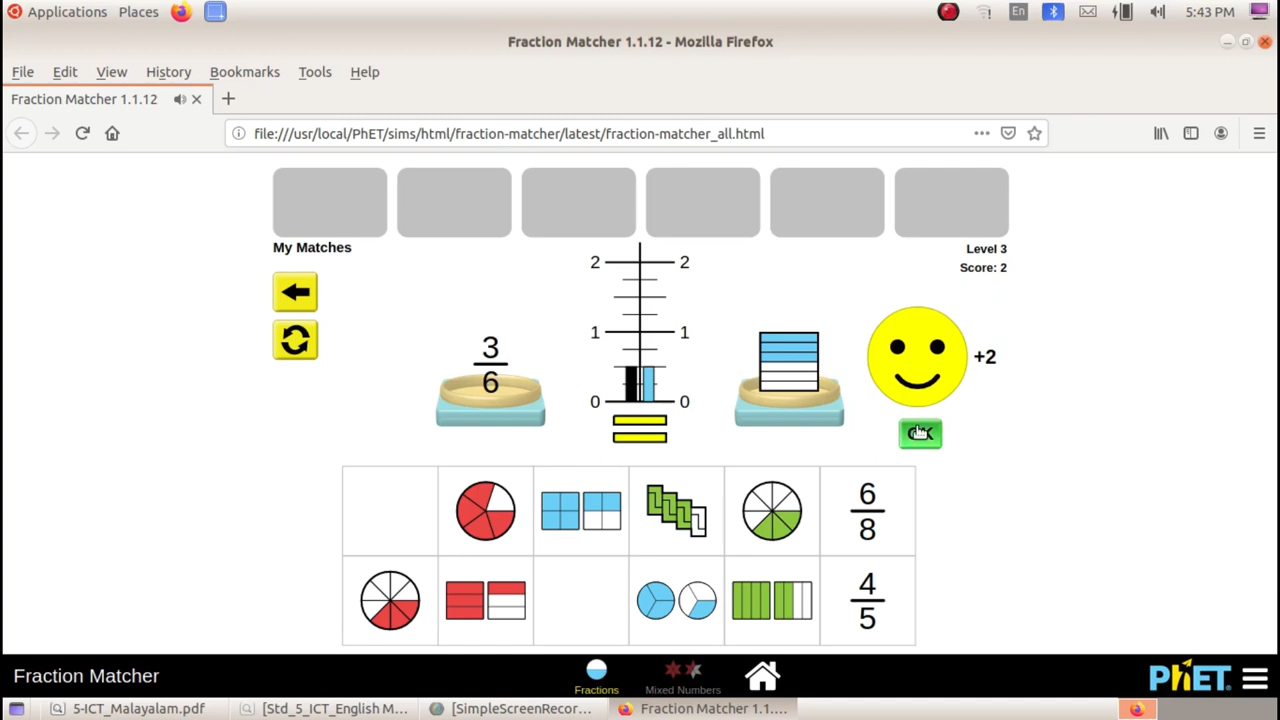 Applications Places En 5:43 PM
Fraction Matcher 1.1.12 - Mozilla Firefox
File Edit View History Bookmarks Tools Help
Fraction Matcher 1.1.12
file:///usr/local/PhET/sims/html/fraction-matcher/latest/fraction-matcher_all.html
My Matches
Level 3
Score: 2
2 2
1 1
0 0
3
6
+2
OK
6
8
4
5
Fraction Matcher
Fractions
Mixed Numbers
PhET
5-ICT_Malayalam.pdf
[Std_5_ICT_English M...
[SimpleScreenRecor...
Fraction Matcher 1.1....